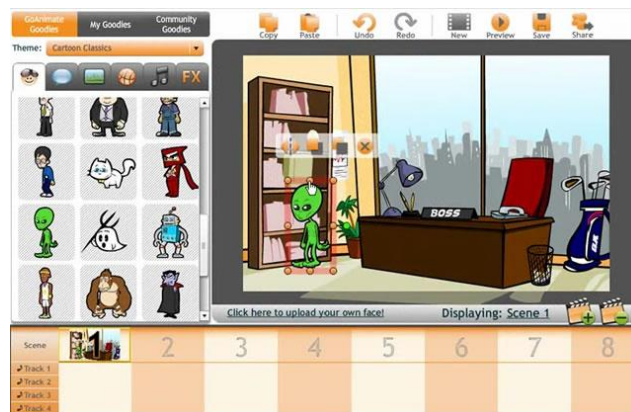 GoAnimate Goodies
My Goodies
Community Goodies
Copy
Paste
Undo
Redo
New
Preview
Save
Share
Theme: Cartoon Classics
FX
BOSS
Click here to upload your own face!
Displaying: Scene 1
Scene
2
3
4
5
6
7
8
Track 1
Track 2
Track 3
Track 4